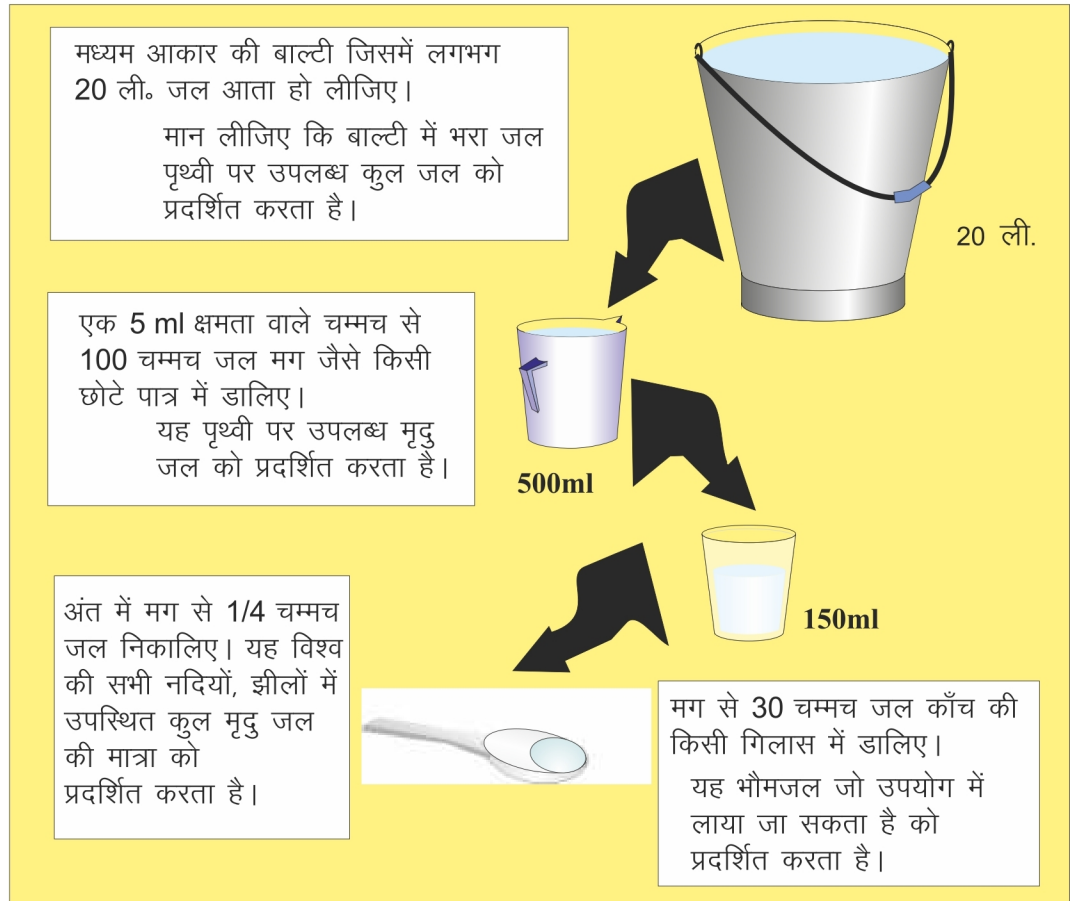 मध्यम आकार की बाल्टी जिसमें लगभग
20 ली॰ जल आता हो लीजिए।
मान लीजिए कि बाल्टी में भरा जल
पृथ्वी पर उपलब्ध कुल जल को
प्रदर्शित करता है।
20 ली.
एक 5 ml क्षमता वाले चम्मच से
100 चम्मच जल मग जैसे किसी
छोटे पात्र में डालिए।
यह पृथ्वी पर उपलब्ध मृदु
जल को प्रदर्शित करता है।
500ml
150ml
अंत में मग से 1/4 चम्मच
जल निकालिए। यह विश्व
की सभी नदियों, झीलों में
उपस्थित कुल मृदु जल
की मात्रा को
प्रदर्शित करता है।
मग से 30 चम्मच जल काँच की
किसी गिलास में डालिए।
यह भौमजल जो उपयोग में
लाया जा सकता है को
प्रदर्शित करता है।